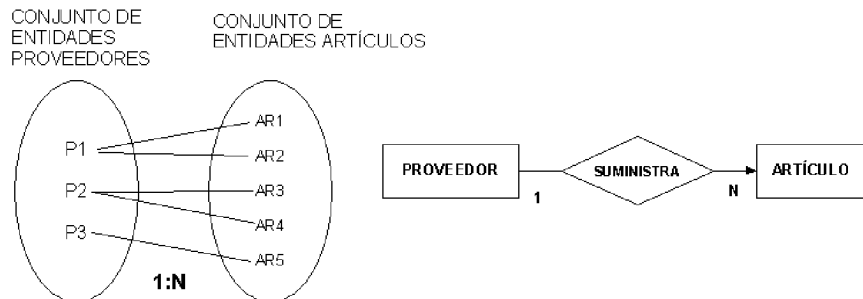 CONJUNTO DE
ENTIDADES
PROVEEDORES
CONJUNTO DE
ENTIDADES ARTÍCULOS
P1
P2
P3
AR1
AR2
AR3
AR4
AR5
1:N
PROVEEDOR
1
SUMINISTRA
N
ARTÍCULO